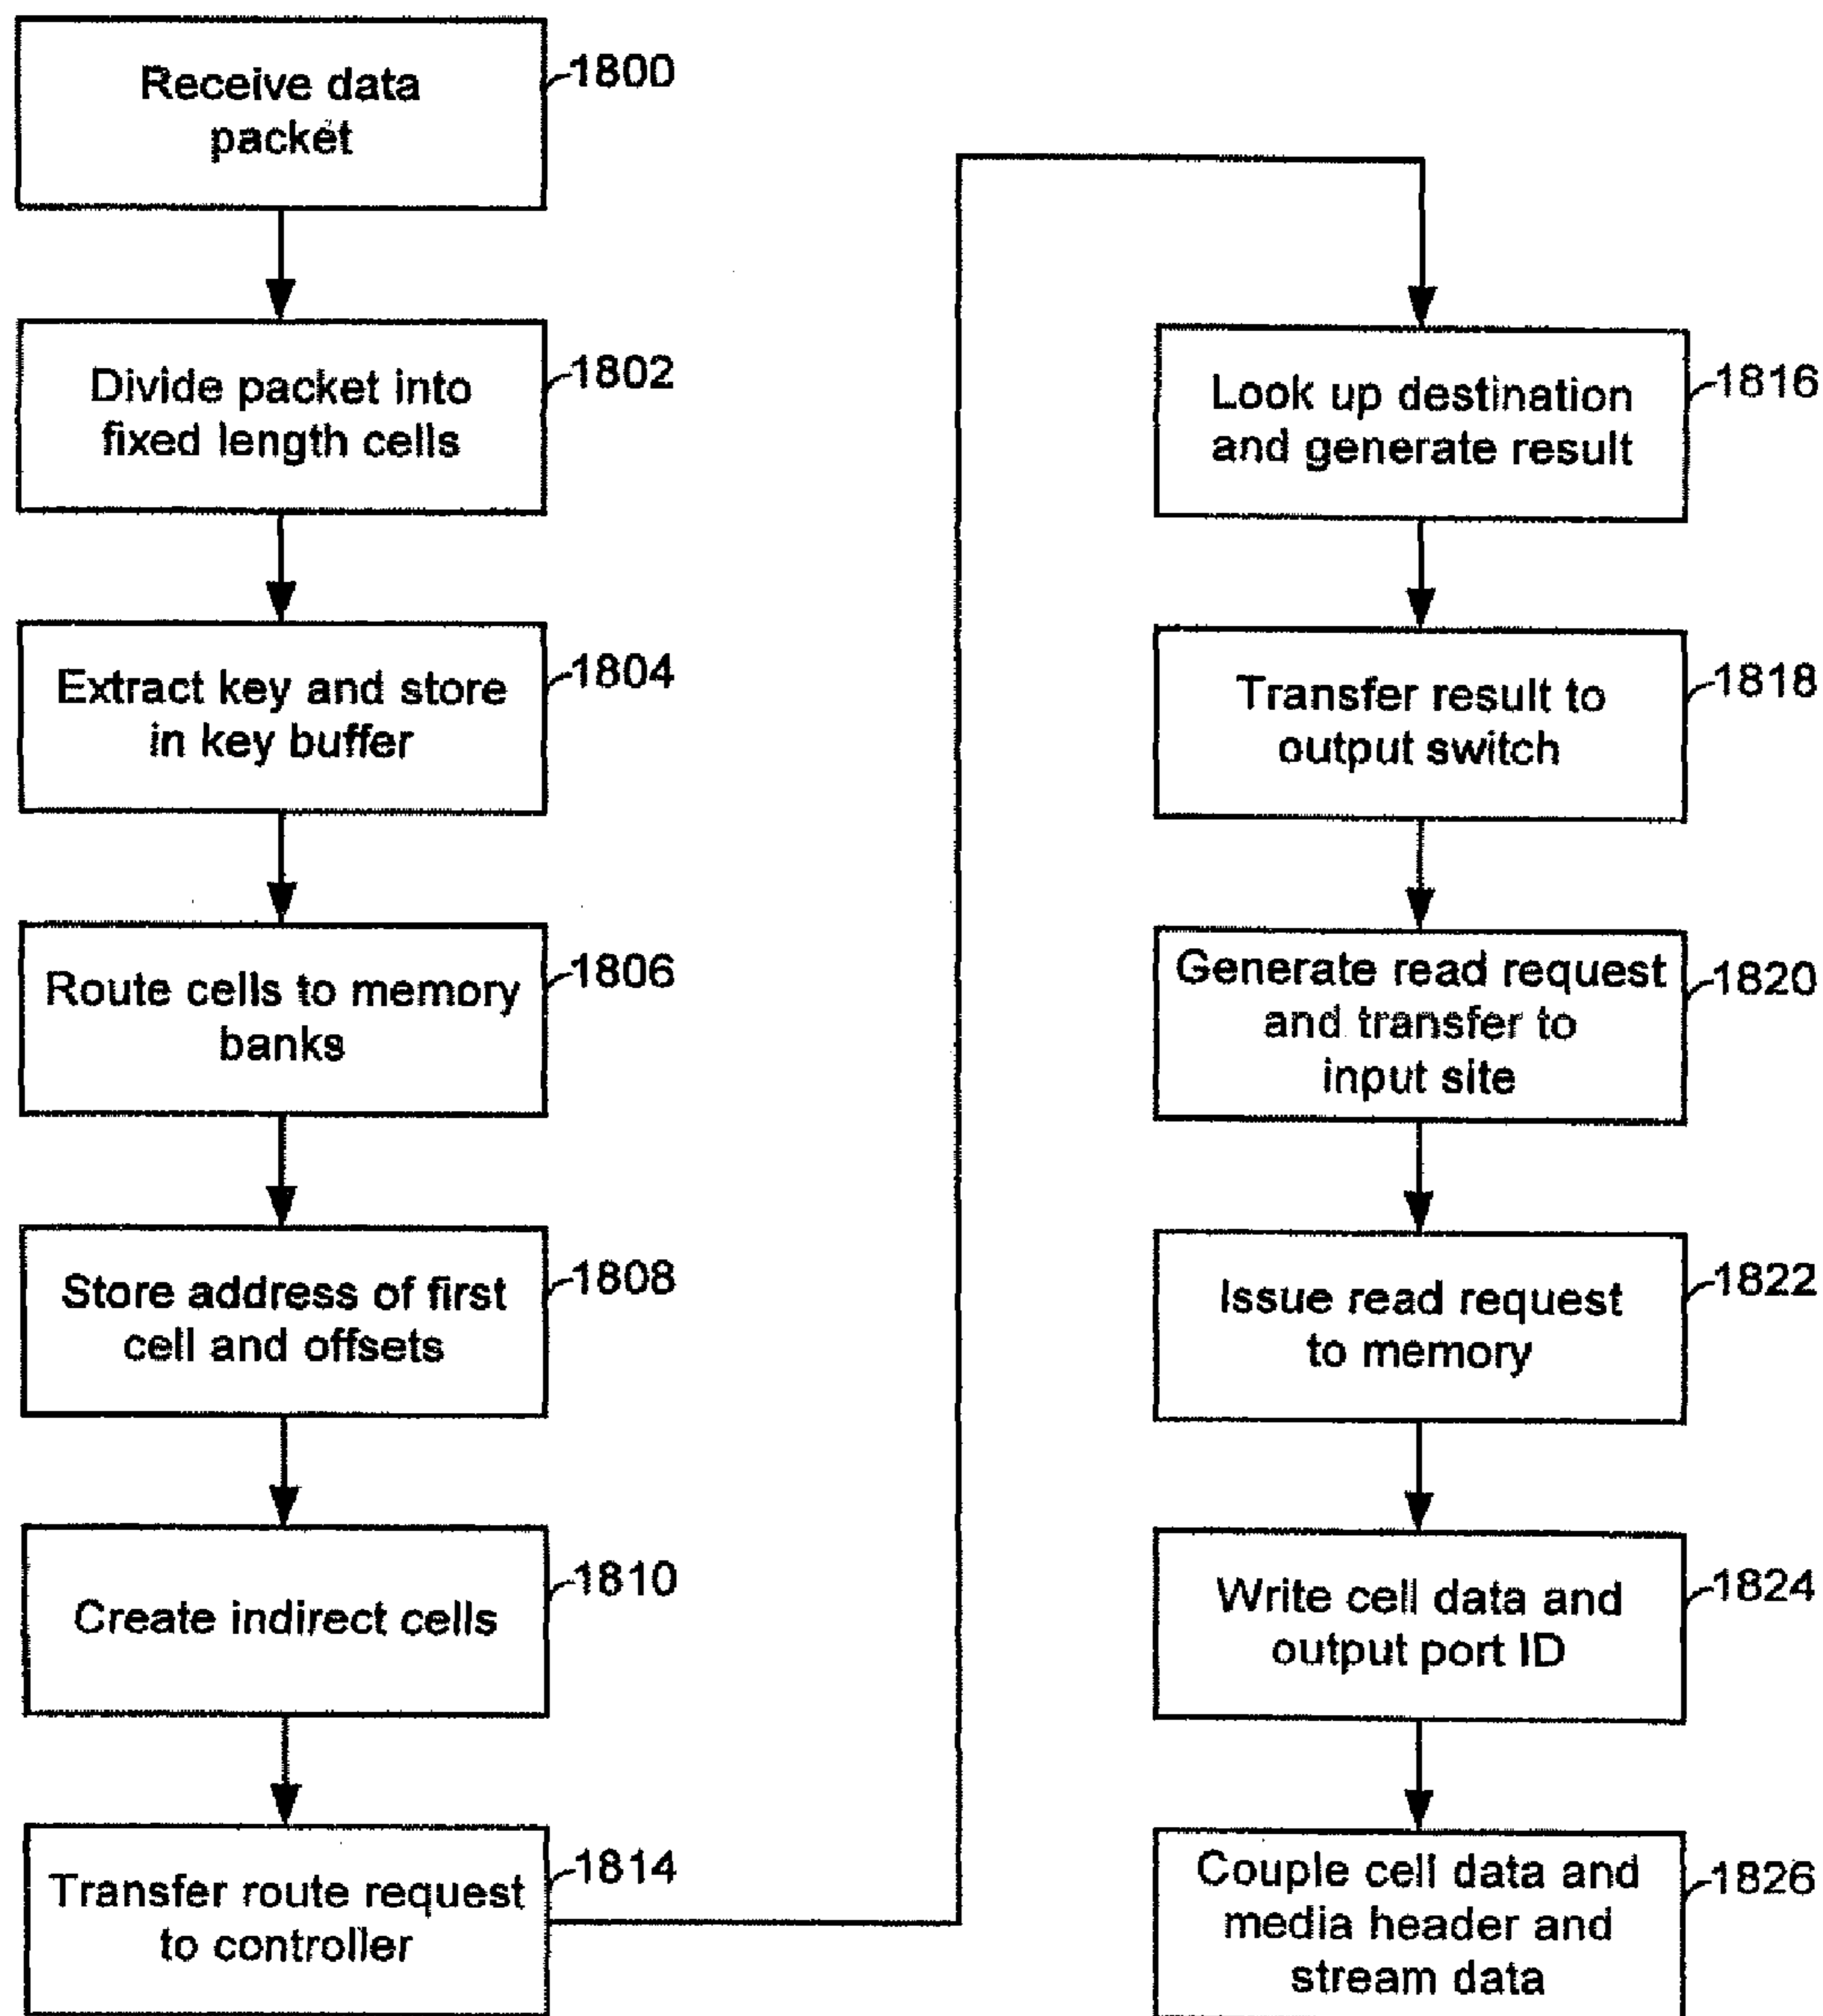 Receive data
packet
1800
Divide packet into
fixed length cells
1802
Extract key and store
in key buffer
1804
Route cells to memory
banks
1806
Store address of first
cell and offsets
1808
Create indirect cells
1810
Transfer route request
to controller
1814
Look up destination
and generate result
1816
Transfer result to
output switch
1818
Generate read request
and transfer to
input site
1820
Issue read request
to memory
1822
Write cell data and
output port ID
1824
Couple cell data and
media header and
stream data
1826